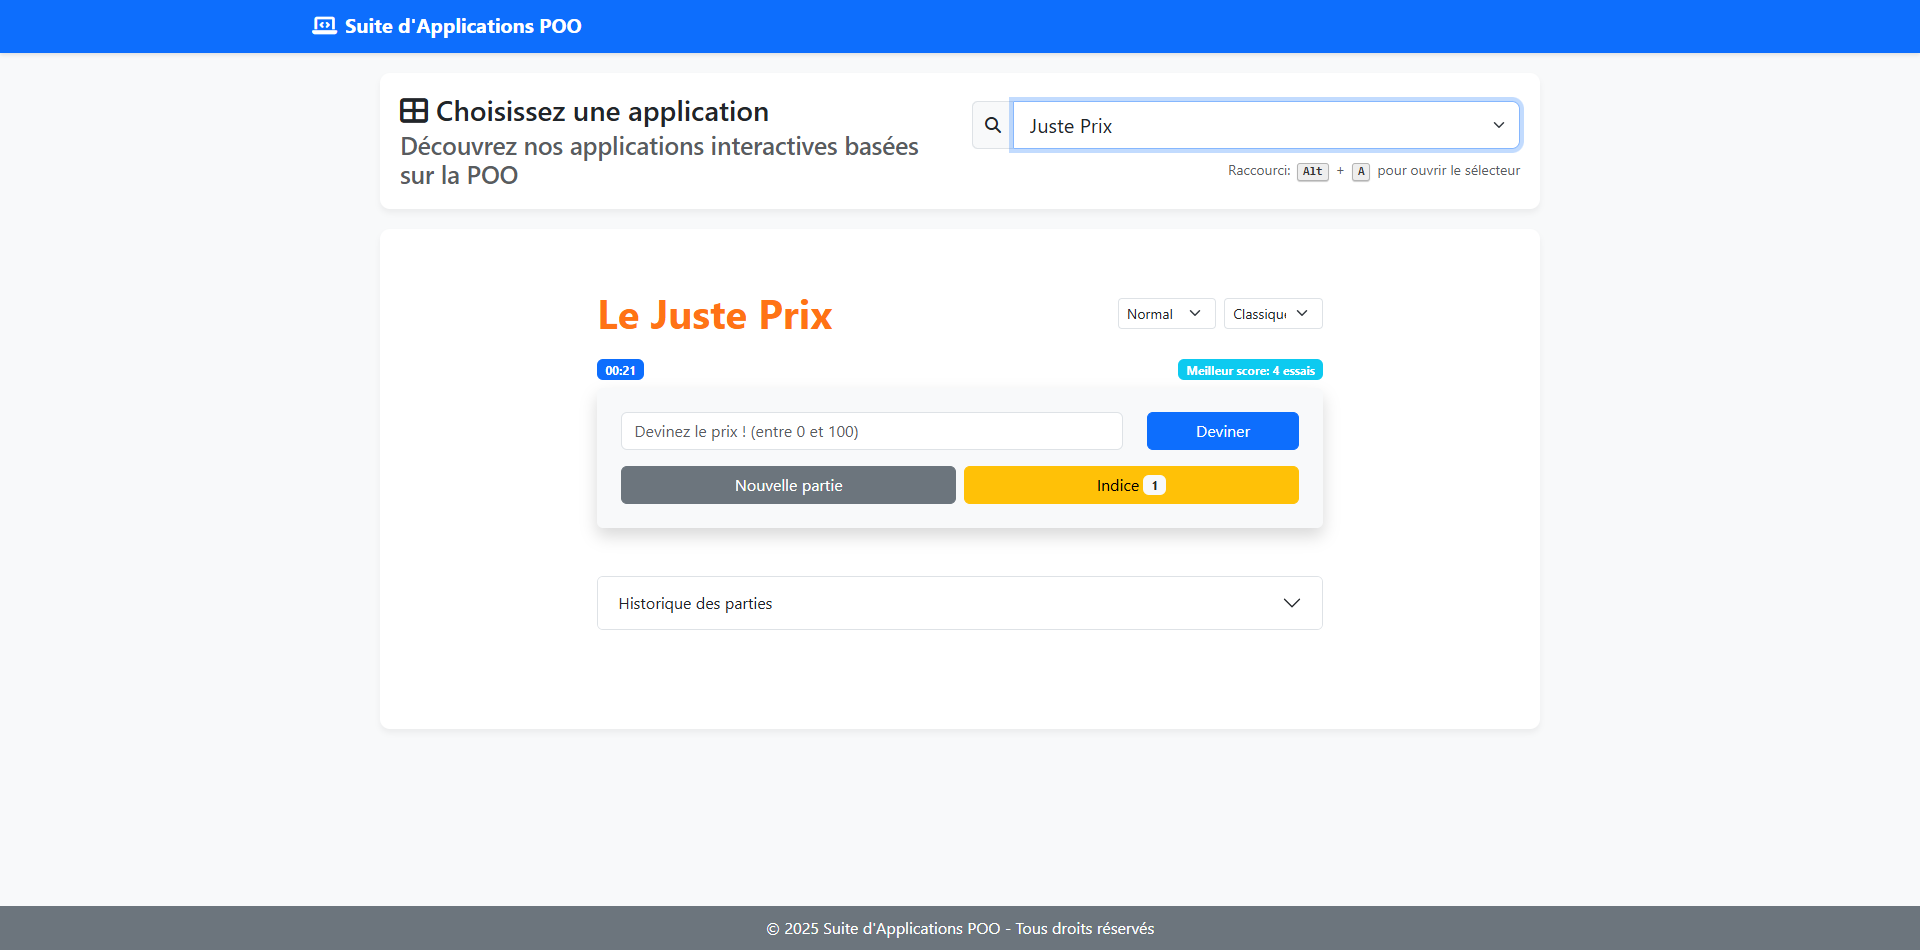 Suite d'Applications POO
Choisissez une application
Découvrez nos applications interactives basées
sur la POO
Juste Prix
Raccourci: Alt + A pour ouvrir le sélecteur
Le Juste Prix
Normal
Classique
00:21
Meilleur score: 4 essais
Devinez le prix ! (entre 0 et 100)
Deviner
Nouvelle partie
Indice 1
Historique des parties
© 2025 Suite d'Applications POO - Tous droits réservés